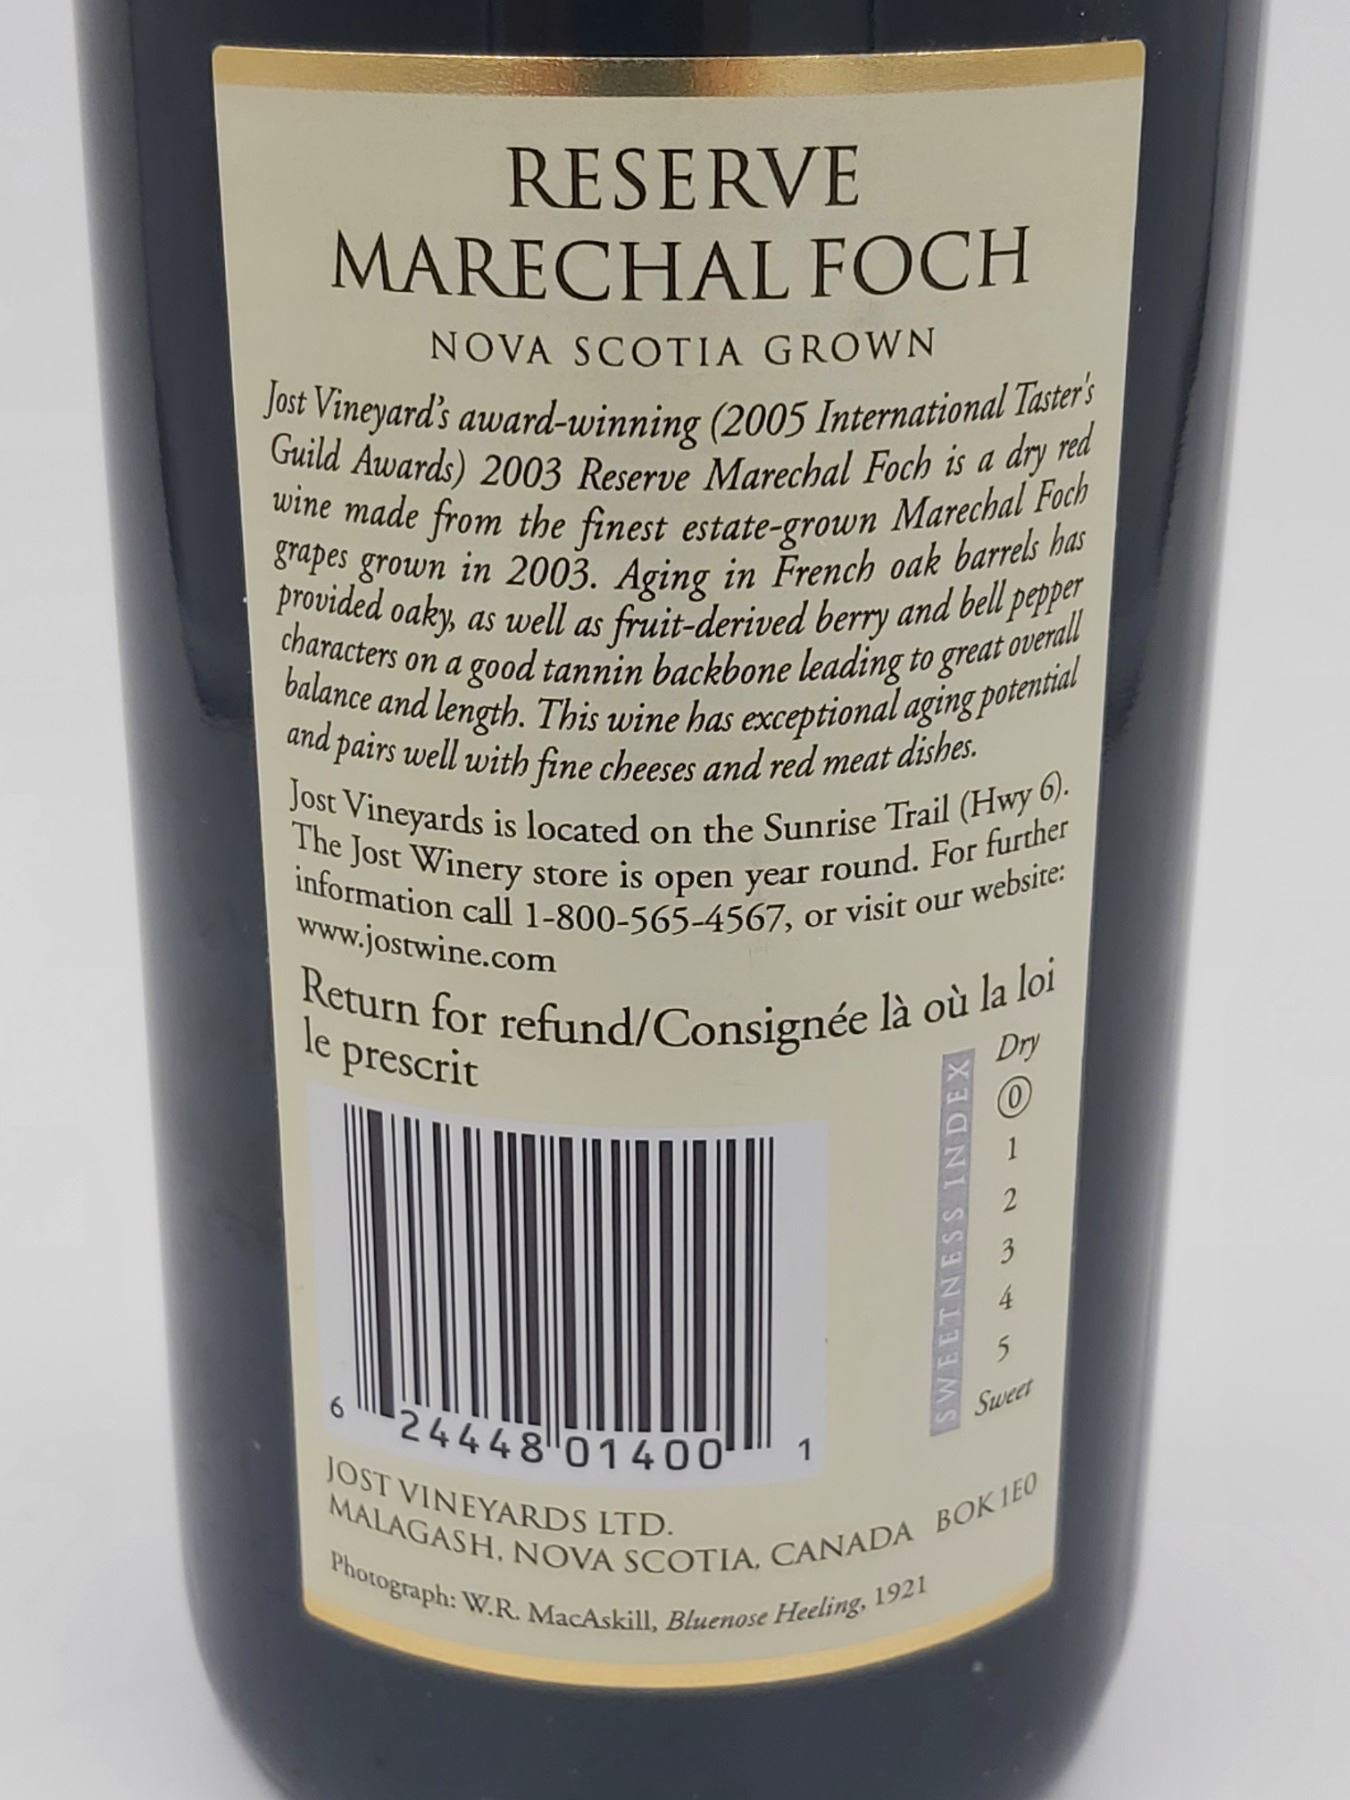 RESERVE
MARECHAL FOCH
NOVA SCOTIA GROWN
Jost Vineyard's award-winning (2005 International Taster's
Guild Awards) 2003 Reserve Marechal Foch is a dry red
wine made from the finest estate-grown Marechal Foch
grapes grown in 2003. Aging in French oak barrels has
provided oaky, as well as fruit-derived berry and bell pepper
characters on a good tannin backbone leading to great overall
balance and length. This wine has exceptional aging potential
and pairs well with fine cheeses and red meat dishes.
Jost Vineyards is located on the Sunrise Trail (Hwy 6).
The Jost Winery store is open year round. For further
information call 1-800-565-4567, or visit our website:
www.jostwine.com
Return for refund/Consignée là où la loi
le prescrit
SWEETNESS INDEX
Dry
0
1
2
3
4
5
Sweet
6 24448 01400 1
JOST VINEYARDS LTD.
MALAGASH, NOVA SCOTIA, CANADA BOK 1E0
Photograph: W.R. MacAskill, Bluenose Heeling, 1921